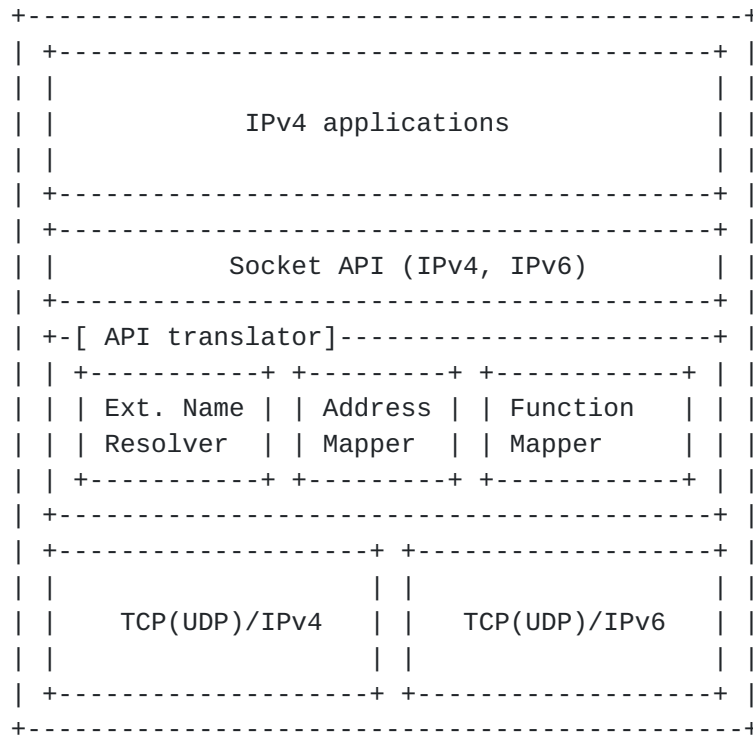 IPv4 applications
Socket API (IPv4, IPv6)
[ API translator]
Ext. Name Address Function
Resolver Mapper Mapper
TCP(UDP)/IPv4 TCP(UDP)/IPv6